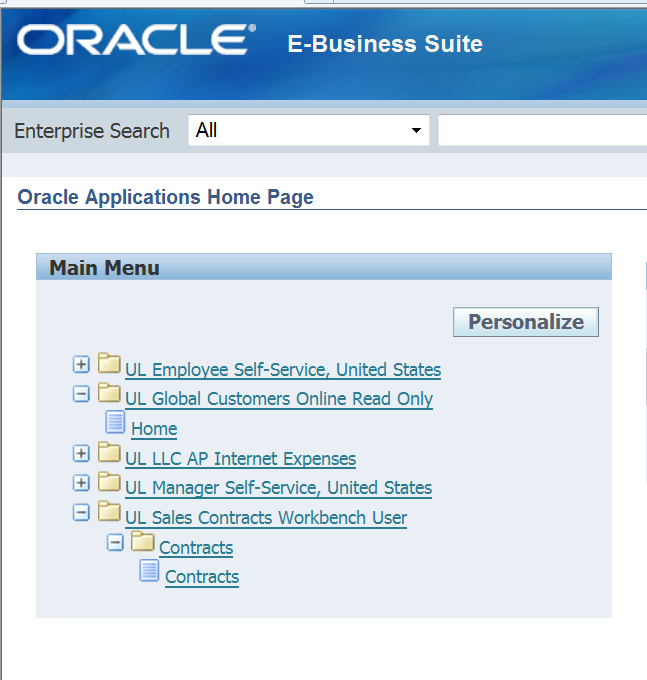 ORACLE® E-Business Suite
Enterprise Search All
Oracle Applications Home Page
Main Menu
Personalize
UL Employee Self-Service, United States
UL Global Customers Online Read Only
Home
UL LLC AP Internet Expenses
UL Manager Self-Service, United States
UL Sales Contracts Workbench User
Contracts
Contracts